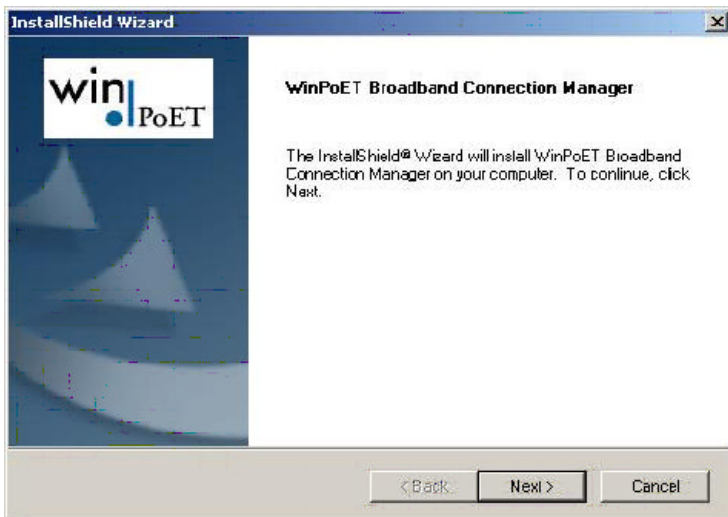 InstallShield Wizard
win
PoET
WinPoET Broadband Connection Manager
The InstallShield® Wizard will install WinPoET Broadband
Connection Manager on your computer. To continue, click
Next.
< Back
Next >
Cancel